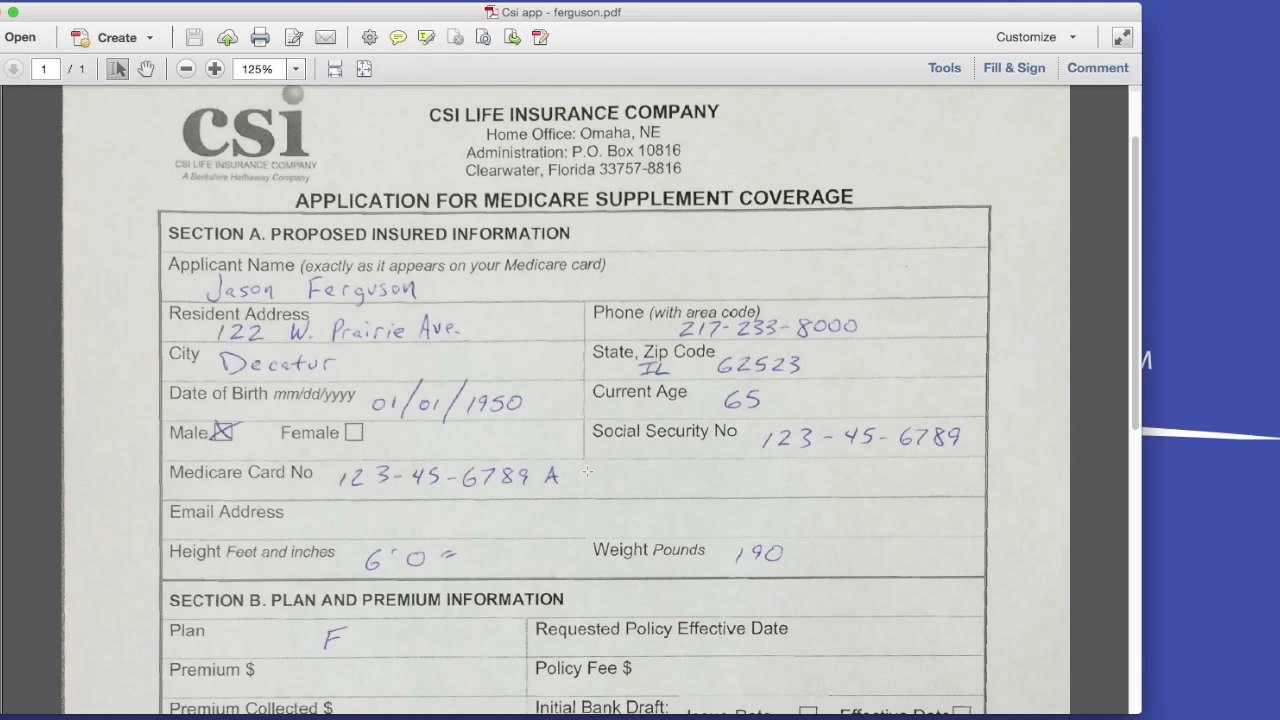 Csi app - ferguson.pdf
Open Create Customize
1 / 1 125% Tools Fill & Sign Comment
csi
CSI LIFE INSURANCE COMPANY
A Berkshire Hathaway Company
CSI LIFE INSURANCE COMPANY
Home Office: Omaha, NE
Administration: P.O. Box 10816
Clearwater, Florida 33757-8816
APPLICATION FOR MEDICARE SUPPLEMENT COVERAGE
SECTION A. PROPOSED INSURED INFORMATION
Applicant Name (exactly as it appears on your Medicare card)
Jason Ferguson
Resident Address Phone (with area code)
122 W. Prairie Ave. 217-233-8000
City Decatur State, Zip Code
IL 62523
Date of Birth mm/dd/yyyy 01/01/1950 Current Age 65
Male Female Social Security No 123-45-6789
Medicare Card No 123-45-6789 A
Email Address
Height Feet and inches 6'0" Weight Pounds 190
SECTION B. PLAN AND PREMIUM INFORMATION
Plan F Requested Policy Effective Date
Premium $ Policy Fee $
Premium Collected $ Initial Bank Draft: Issue Date Effective Date
M